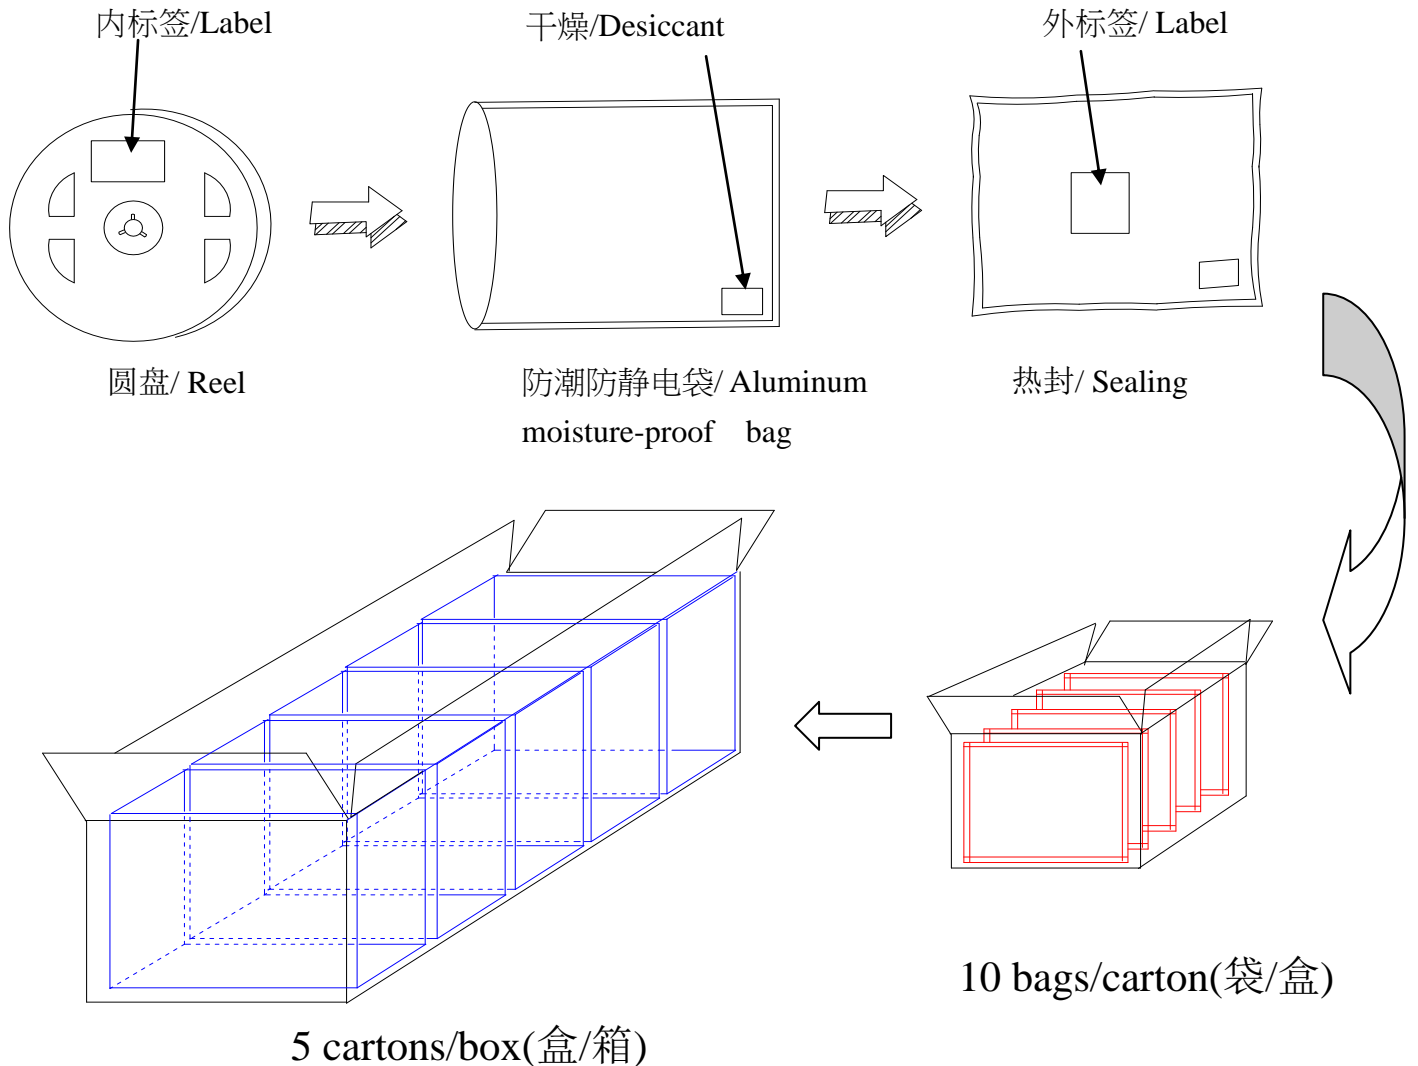 内标签/Label
干燥/Desiccant
外标签/ Label
圆盘/ Reel
防潮防静电袋/ Aluminum
moisture-proof bag
热封/ Sealing
10 bags/carton(袋/盒)
5 cartons/box(盒/箱)